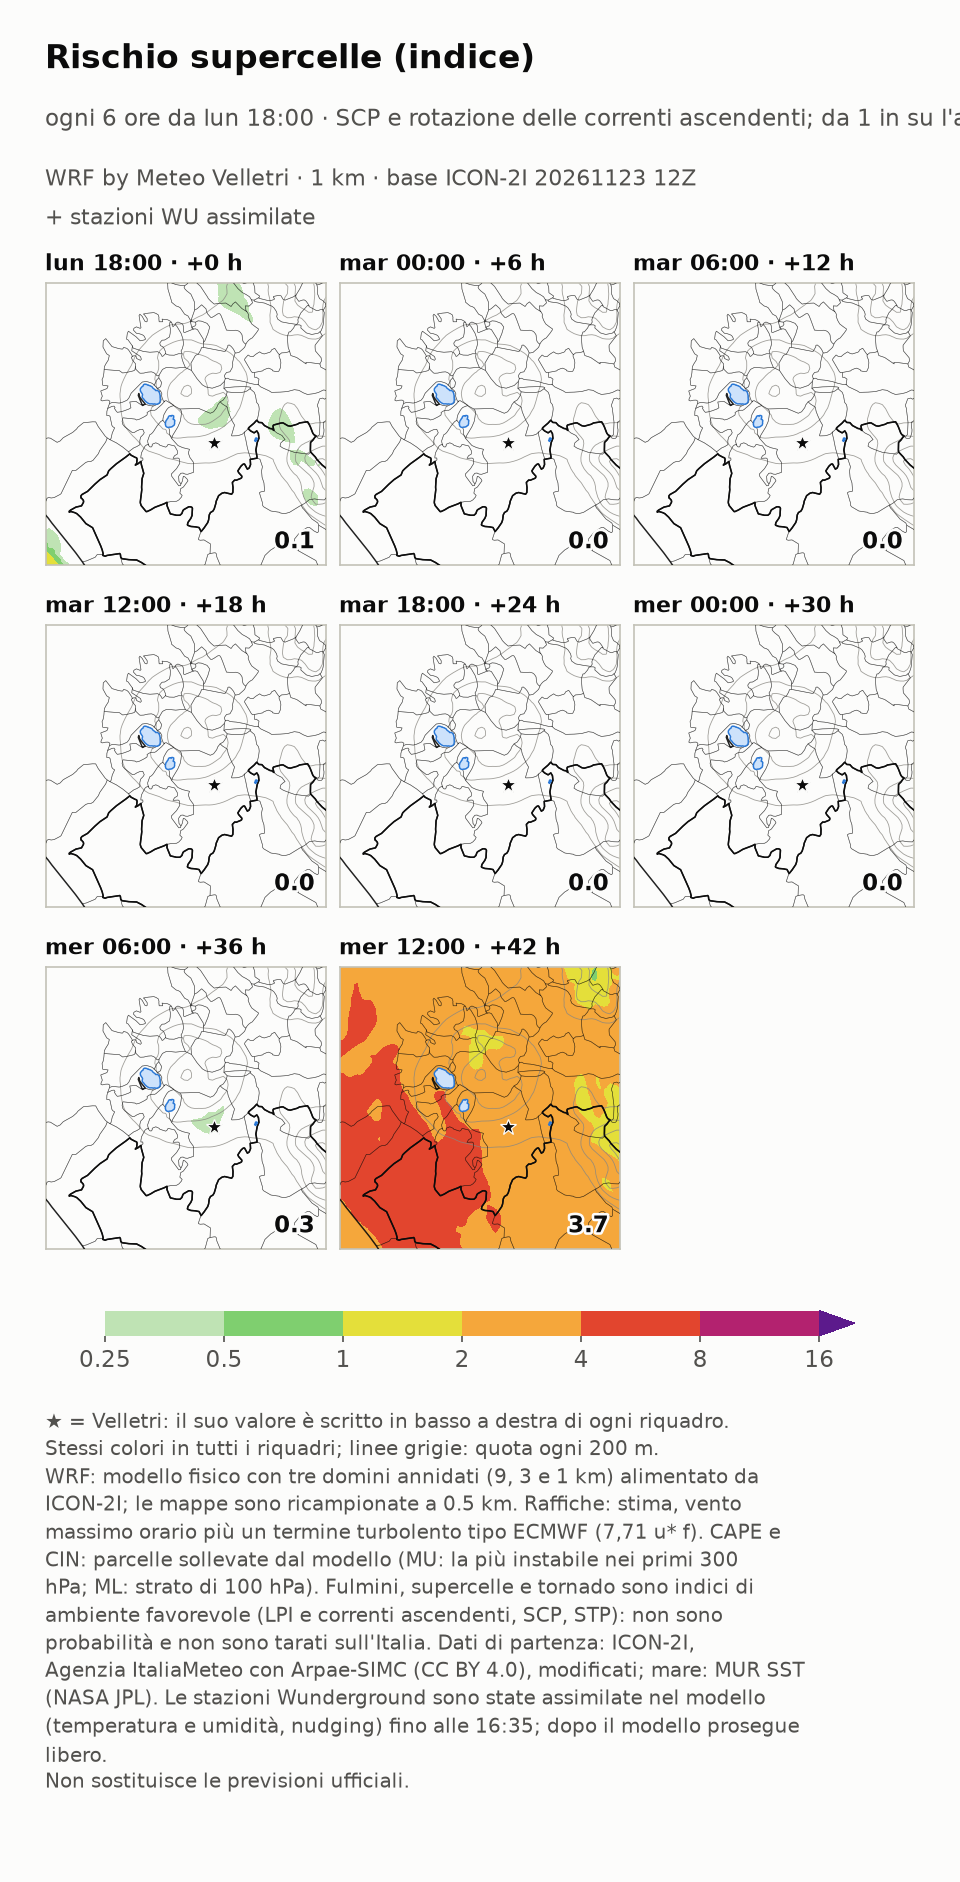 Rischio supercelle (indice)
ogni 6 ore da lun 18:00 · SCP e rotazione delle correnti ascendenti; da 1 in su l'a
WRF by Meteo Velletri · 1 km · base ICON-2I 20261123 12Z
+ stazioni WU assimilate
lun 18:00 · +0 h
mar 00:00 · +6 h
mar 06:00 · +12 h
0.1
0.0
0.0
mar 12:00 · +18 h
mar 18:00 · +24 h
mer 00:00 · +30 h
0.0
0.0
0.0
mer 06:00 · +36 h
mer 12:00 · +42 h
0.3
3.7
0.25 0.5 1 2 4 8 16
★ = Velletri: il suo valore è scritto in basso a destra di ogni riquadro.
Stessi colori in tutti i riquadri; linee grigie: quota ogni 200 m.
WRF: modello fisico con tre domini annidati (9, 3 e 1 km) alimentato da
ICON-2I; le mappe sono ricampionate a 0.5 km. Raffiche: stima, vento
massimo orario più un termine turbolento tipo ECMWF (7,71 u* f). CAPE e
CIN: parcelle sollevate dal modello (MU: la più instabile nei primi 300
hPa; ML: strato di 100 hPa). Fulmini, supercelle e tornado sono indici di
ambiente favorevole (LPI e correnti ascendenti, SCP, STP): non sono
probabilità e non sono tarati sull'Italia. Dati di partenza: ICON-2I,
Agenzia ItaliaMeteo con Arpae-SIMC (CC BY 4.0), modificati; mare: MUR SST
(NASA JPL). Le stazioni Wunderground sono state assimilate nel modello
(temperatura e umidità, nudging) fino alle 16:35; dopo il modello prosegue
libero.
Non sostituisce le previsioni ufficiali.